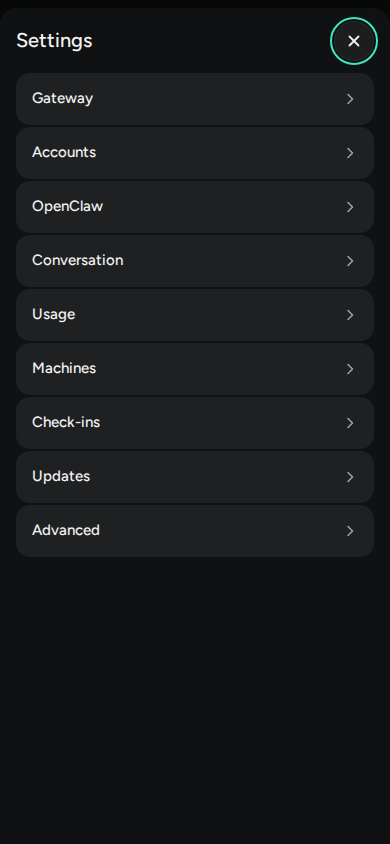 Settings
Gateway
Accounts
OpenClaw
Conversation
Usage
Machines
Check-ins
Updates
Advanced